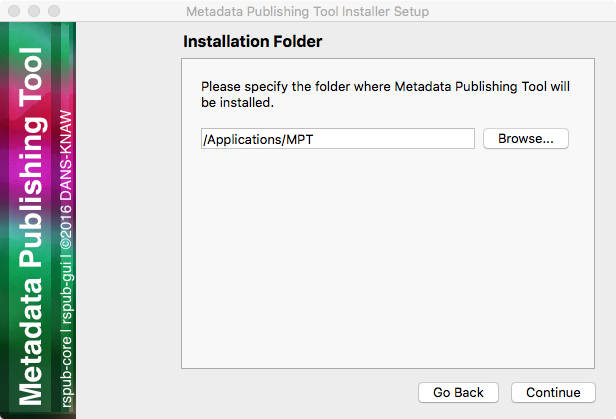 Metadata Publishing Tool Installer Setup
Metadata Publishing Tool
rspub-core | rspub-gui | ©2016 DANS-KNAW
Installation Folder
Please specify the folder where Metadata Publishing Tool will
be installed.
/Applications/MPT
Browse...
Go Back
Continue